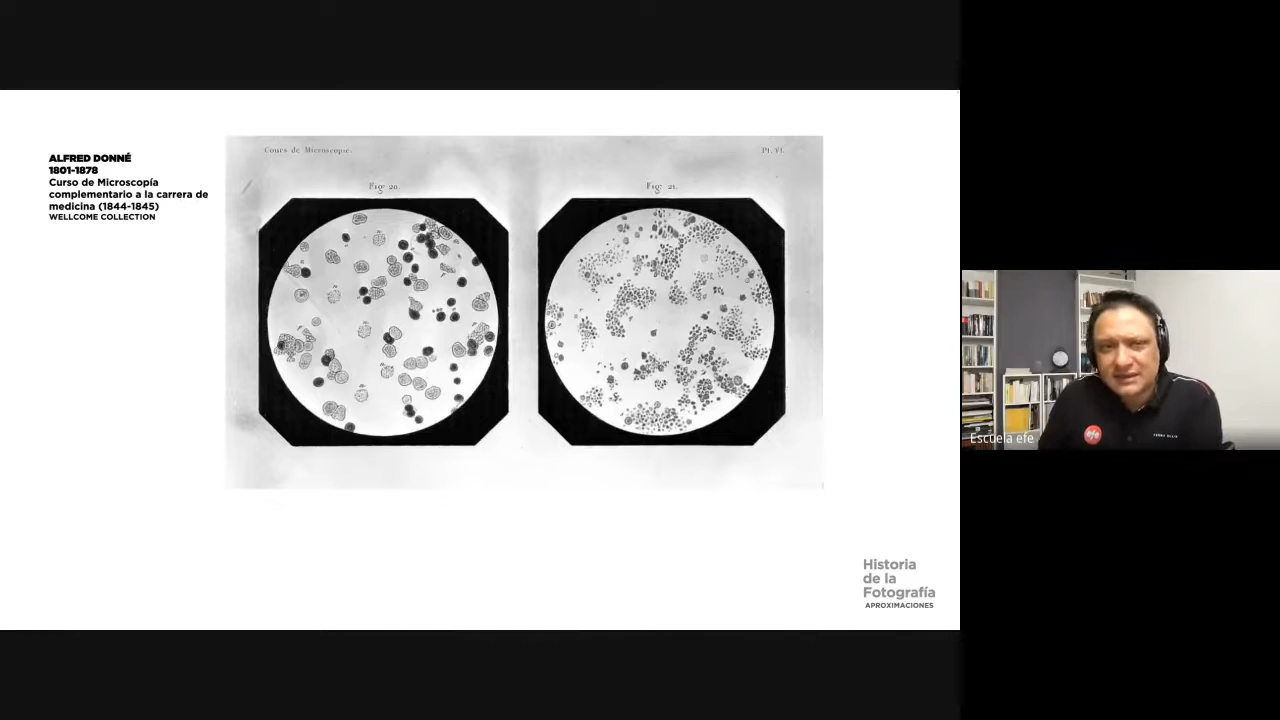 ALFRED DONNÉ
1801-1878
Curso de Microscopía
complementario a la carrera de
medicina (1844-1845)
WELLCOME COLLECTION
Cours de Microscopie.
Pl. VI.
Fig. 20.
Fig. 21.
Historia
de la
Fotografía
APROXIMACIONES
Escuela efe
efe